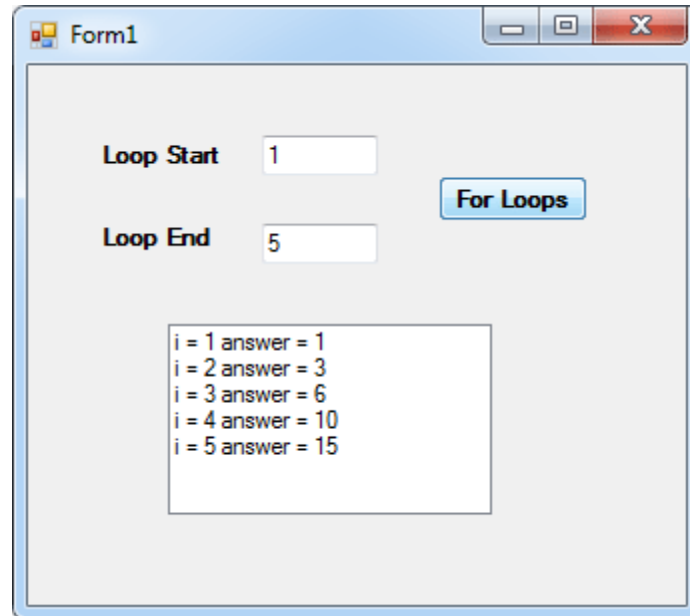 Form1
Loop Start 1
For Loops
Loop End 5
i = 1 answer = 1
i = 2 answer = 3
i = 3 answer = 6
i = 4 answer = 10
i = 5 answer = 15